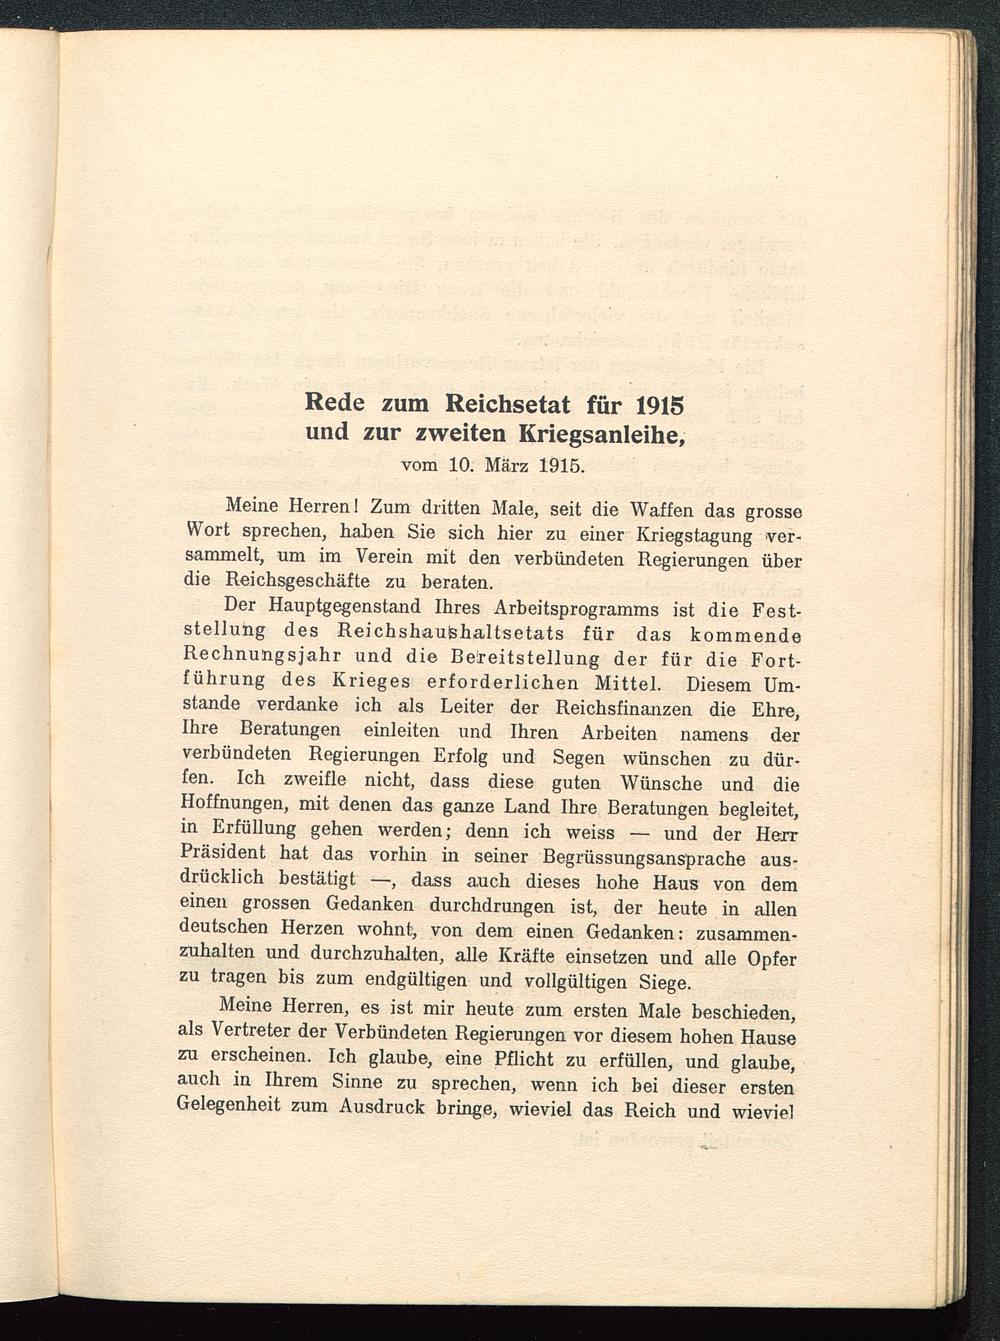 Rede zum Reichsetat für 1915
und zur zweiten Kriegsanleihe,
vom 10. März 1915.
Meine Herren! Zum dritten Male, seit die Waffen das grosse
Wort sprechen, haben Sie sich hier zu einer Kriegstagung ver-
sammelt, um im Verein mit den verbündeten Regierungen über
die Reichsgeschäfte zu beraten.
Der Hauptgegenstand Ihres Arbeitsprogramms ist die Fest-
stellung des Reichshaushaltsetats für das kommende
Rechnungsjahr und die Bereitstellung der für die Fort-
führung des Krieges erforderlichen Mittel. Diesem Um-
stande verdanke ich als Leiter der Reichsfinanzen die Ehre,
Ihre Beratungen einleiten und Ihren Arbeiten namens der
verbündeten Regierungen Erfolg und Segen wünschen zu dür-
fen. Ich zweifle nicht, dass diese guten Wünsche und die
Hoffnungen, mit denen das ganze Land Ihre Beratungen begleitet,
in Erfüllung gehen werden; denn ich weiss — und der Herr
Präsident hat das vorhin in seiner Begrüssungsansprache aus-
drücklich bestätigt —, dass auch dieses hohe Haus von dem
einen grossen Gedanken durchdrungen ist, der heute in allen
deutschen Herzen wohnt, von dem einen Gedanken: zusammen-
zuhalten und durchzuhalten, alle Kräfte einsetzen und alle Opfer
zu tragen bis zum endgültigen und vollgültigen Siege.
Meine Herren, es ist mir heute zum ersten Male beschieden,
als Vertreter der Verbündeten Regierungen vor diesem hohen Hause
zu erscheinen. Ich glaube, eine Pflicht zu erfüllen, und glaube,
auch in Ihrem Sinne zu sprechen, wenn ich bei dieser ersten
Gelegenheit zum Ausdruck bringe, wieviel das Reich und wieviel